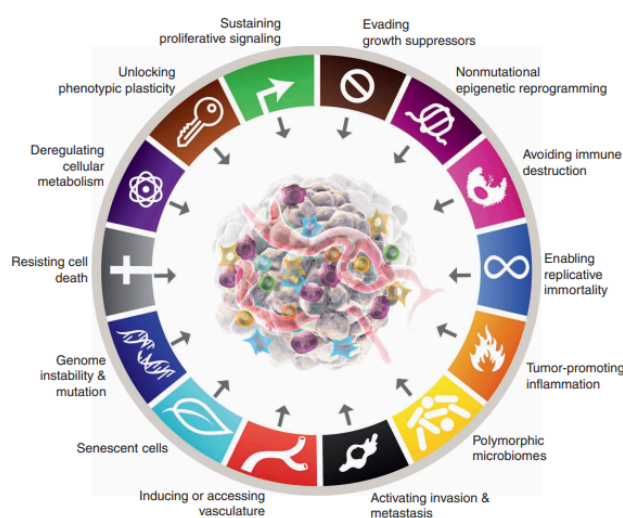 Sustaining
proliferative signaling
Evading
growth suppressors
Nonmutational
epigenetic reprogramming
Avoiding immune
destruction
Enabling
replicative
immortality
Tumor-promoting
inflammation
Polymorphic
microbiomes
Activating invasion &
metastasis
Inducing or accessing
vasculature
Senescent cells
Genome
instability &
mutation
Resisting cell
death
Deregulating
cellular
metabolism
Unlocking
phenotypic plasticity